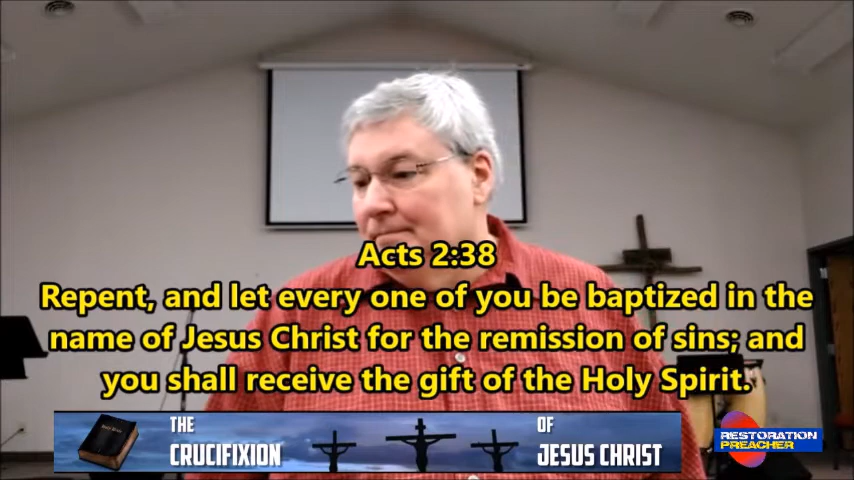 Acts 2:38
Repent, and let every one of you be baptized in the
name of Jesus Christ for the remission of sins; and
you shall receive the gift of the Holy Spirit.
THE
CRUCIFIXION
OF
JESUS CHRIST
RESTORATION
PREACHER